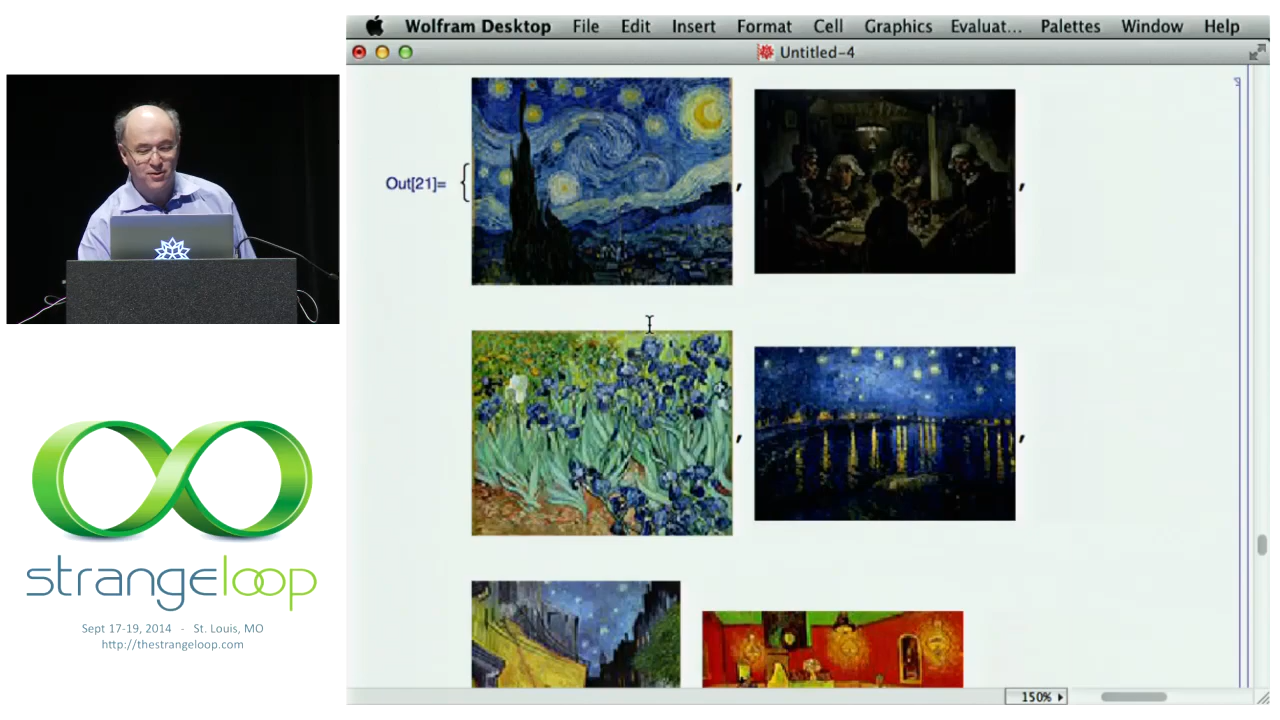 Wolfram Desktop File Edit Insert Format Cell Graphics Evaluat... Palettes Window Help
Untitled-4
Out[21]= { , ,
, ,
strangeloop
Sept 17-19, 2014 - St. Louis, MO
http://thestrangeloop.com
150%